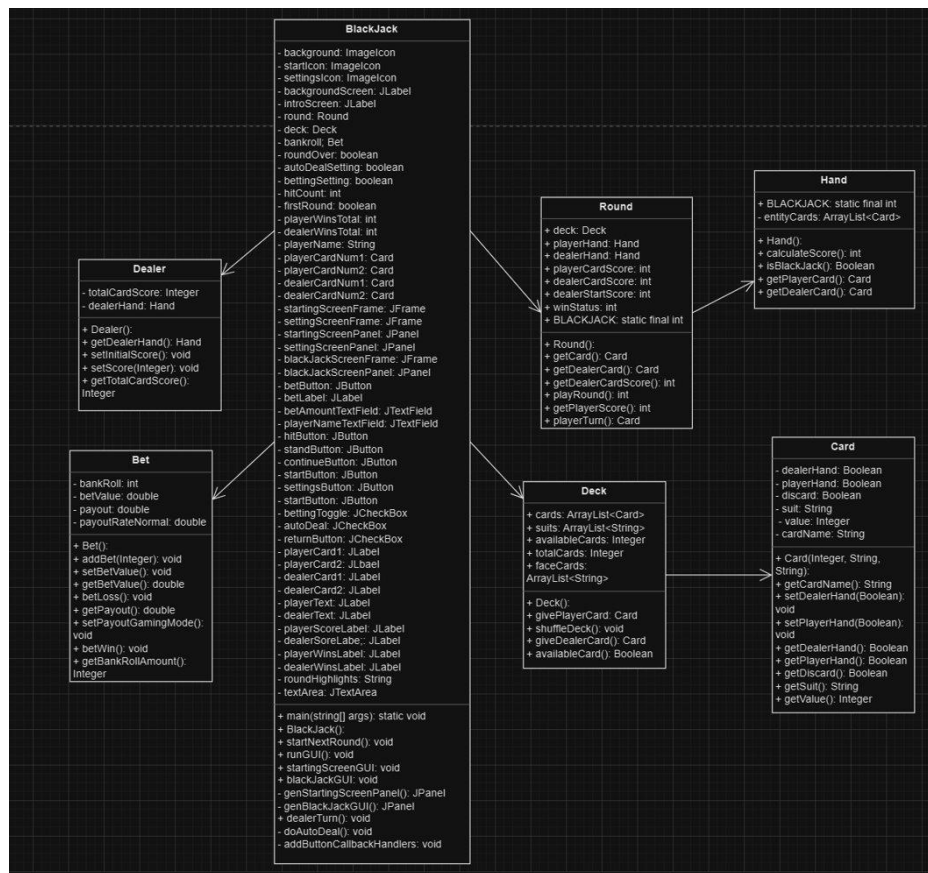 BlackJack
- background: ImageIcon
- startIcon: ImageIcon
- settingsIcon: ImageIcon
- backgroundScreen: JLabel
- introScreen: JLabel
- round: Round
- deck: Deck
- bankroll; Bet
- roundOver: boolean
- autoDealSetting: boolean
- bettingSetting: boolean
- hitCount: int
- firstRound: boolean
- playerWinsTotal: int
- dealerWinsTotal: int
- playerName: String
- playerCardNum1: Card
- playerCardNum2: Card
- dealerCardNum1: Card
- dealerCardNum2: Card
- startingScreenFrame: JFrame
- settingScreenFrame: JFrame
- startingScreenPanel: JPanel
- settingScreenPanel: JPanel
- blackJackScreenFrame: JFrame
- blackJackScreenPanel: JPanel
- betButton: JButton
- betLabel: JLabel
- betAmountTextField: JTextField
- playerNameTextField: JTextField
- hitButton: JButton
- standButton: JButton
- continueButton: JButton
- startButton: JButton
- settingsButton: JButton
- startButton: JButton
- bettingToggle: JCheckBox
- autoDeal: JCheckBox
- returnButton: JCheckBox
- playerCard1: JLabel
- playerCard2: JLbael
- dealerCard1: JLabel
- dealerCard2: JLabel
- playerText: JLabel
- dealerText: JLabel
- playerScoreLabel: JLabel
- dealerSoreLabe;: JLabel
- playerWinsLabel: JLabel
- dealerWinsLabel: JLabel
- roundHighlights: String
- textArea: JTextArea
+ main(string[] args): static void
+ BlackJack():
+ startNextRound(): void
+ runGUI(): void
+ startingScreenGUI: void
+ blackJackGUI: void
- genStartingScreenPanel(): JPanel
- genBlackJackGUI(): JPanel
+ dealerTurn(): void
- doAutoDeal(): void
- addButtonCallbackHandlers: void
Dealer
- totalCardScore: Integer
- dealerHand: Hand
+ Dealer():
+ getDealerHand(): Hand
+ setInitialScore(): void
+ setScore(Integer): void
+ getTotalCardScore():
Integer
Bet
- bankRoll: int
- betValue: double
- payout: double
- payoutRateNormal: double
+ Bet():
+ addBet(Integer): void
+ setBetValue(): void
+ getBetValue(): double
+ betLoss(): void
+ getPayout(): double
+ setPayoutGamingMode():
void
+ betWin(): void
+ getBankRollAmount():
Integer
Round
+ deck: Deck
+ playerHand: Hand
+ dealerHand: Hand
+ playerCardScore: int
+ dealerCardScore: int
+ dealerStartScore: int
+ winStatus: int
+ BLACKJACK: static final int
+ Round():
+ getCard(): Card
+ getDealerCard(): Card
+ getDealerCardScore(): int
+ playRound(): int
+ getPlayerScore(): int
+ playerTurn(): Card
Hand
+ BLACKJACK: static final int
- entityCards: ArrayList<Card>
+ Hand():
+ calculateScore(): int
+ isBlackJack(): Boolean
+ getPlayerCard(): Card
+ getDealerCard(): Card
Deck
+ cards: ArrayList<Card>
+ suits: ArrayList<String>
+ availableCards: Integer
+ totalCards: Integer
+ faceCards:
ArrayList<String>
+ Deck():
+ givePlayerCard: Card
+ shuffleDeck(): void
+ giveDealerCard(): Card
+ availableCard(): Boolean
Card
- dealerHand: Boolean
- playerHand: Boolean
- discard: Boolean
- suit: String
- value: Integer
- cardName: String
+ Card(Integer, String,
String):
+ getCardName(): String
+ setDealerHand(Boolean):
void
+ setPlayerHand(Boolean):
void
+ getDealerHand(): Boolean
+ getPlayerHand(): Boolean
+ getDiscard(): Boolean
+ getSuit(): String
+ getValue(): Integer